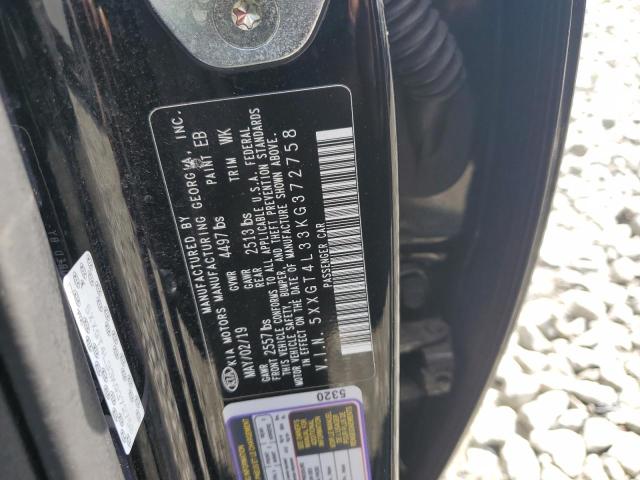 KIA MANUFACTURED BY
KIA MOTORS MANUFACTURING GEORGIA, INC.
MAY/02/19 GVWR 4497lbs PAINT EB
GAWR FRONT 2557lbs GAWR REAR 2513lbs TRIM WK
THIS VEHICLE CONFORMS TO ALL APPLICABLE U.S.A. FEDERAL
MOTOR VEHICLE SAFETY, BUMPER, AND THEFT PREVENTION STANDARDS
IN EFFECT ON THE DATE OF MANUFACTURE SHOWN ABOVE.
V.I.N. 5XXGT4L33KG372758
PASSENGER CAR
5320